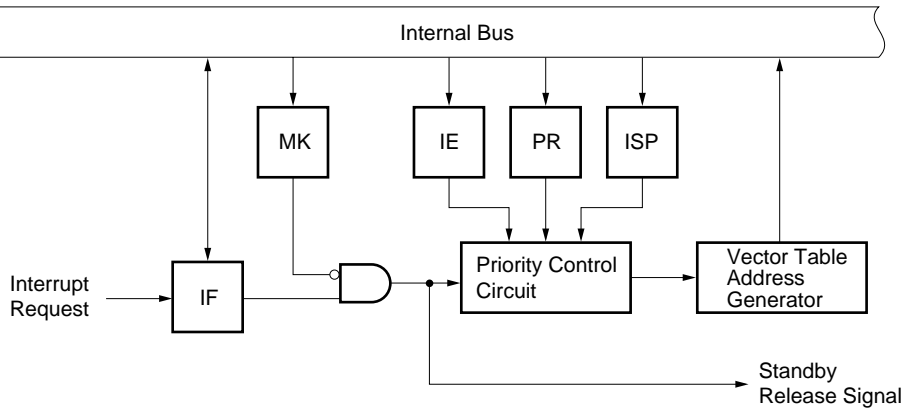 Internal Bus
MK
IE
PR
ISP
Interrupt
Request
IF
Priority Control
Circuit
Vector Table
Address
Generator
Standby
Release Signal